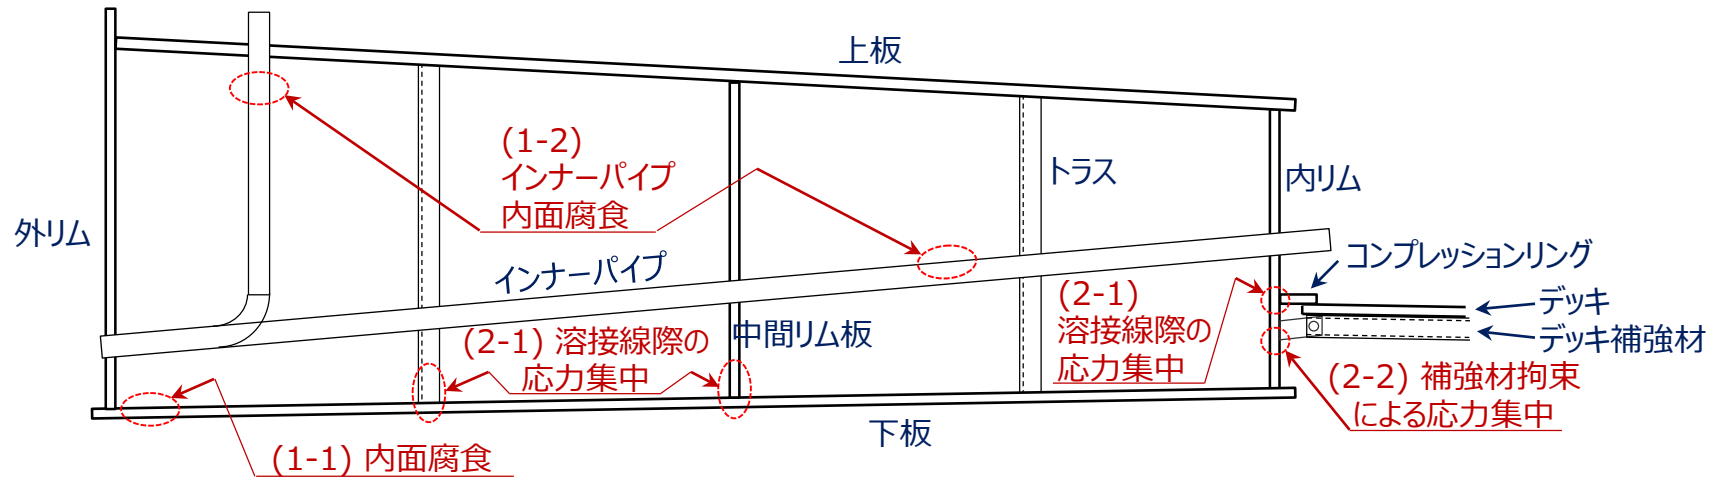 上板
(1-2)
インナーパイプ
内面腐食
トラス
内リム
外リム
インナーパイプ
コンプレッションリング
(2-1)
溶接線際の
応力集中
デッキ
デッキ補強材
(2-1) 溶接線際の
応力集中
中間リム板
(2-2) 補強材拘束
による応力集中
下板
(1-1) 内面腐食